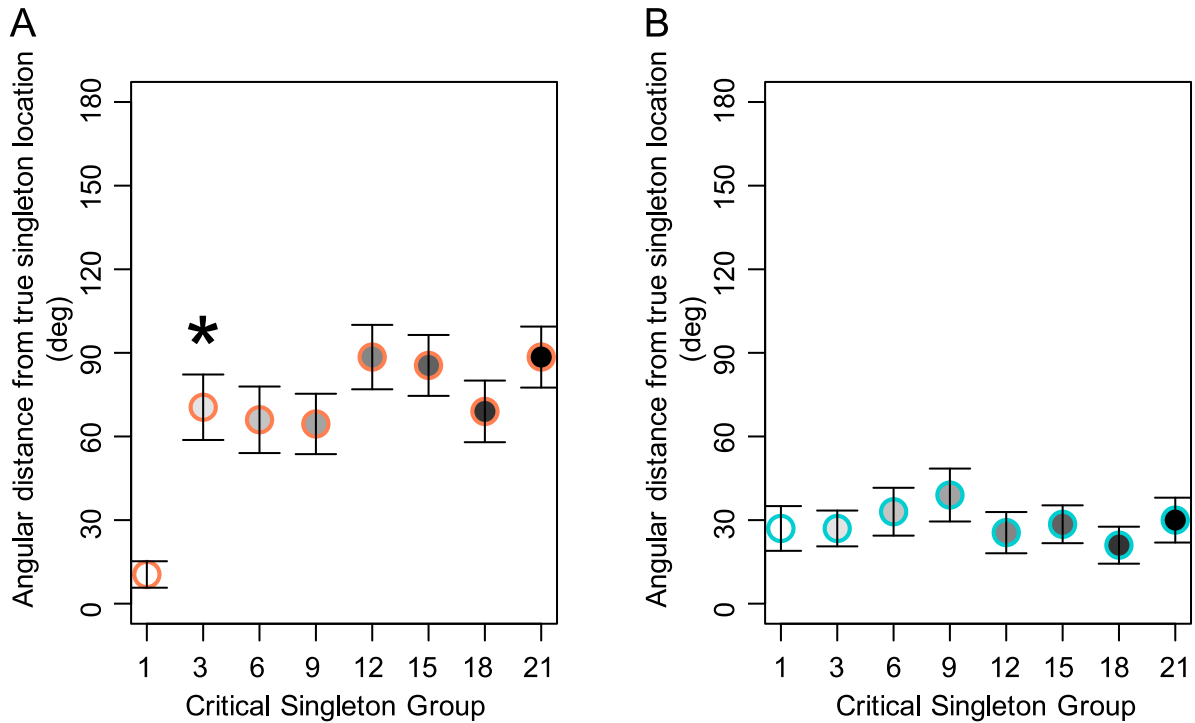 A
Angular distance from true singleton location
(deg)
180
150
120
90
60
30
0
*
1 3 6 9 12 15 18 21
Critical Singleton Group
B
Angular distance from true singleton location
(deg)
180
150
120
90
60
30
0
1 3 6 9 12 15 18 21
Critical Singleton Group